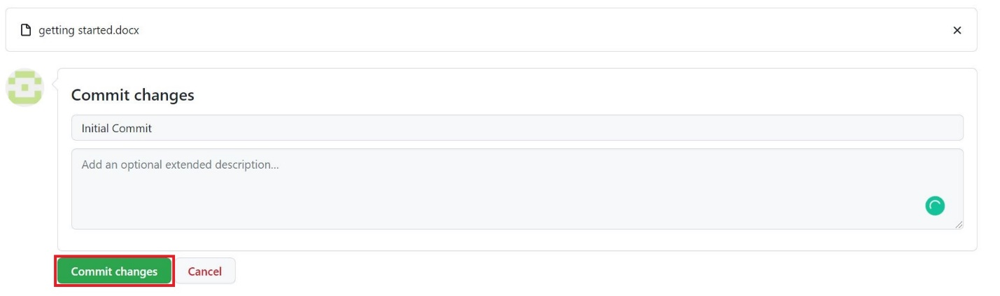 getting started.docx
Commit changes
Initial Commit
Add an optional extended description...
Commit changes Cancel